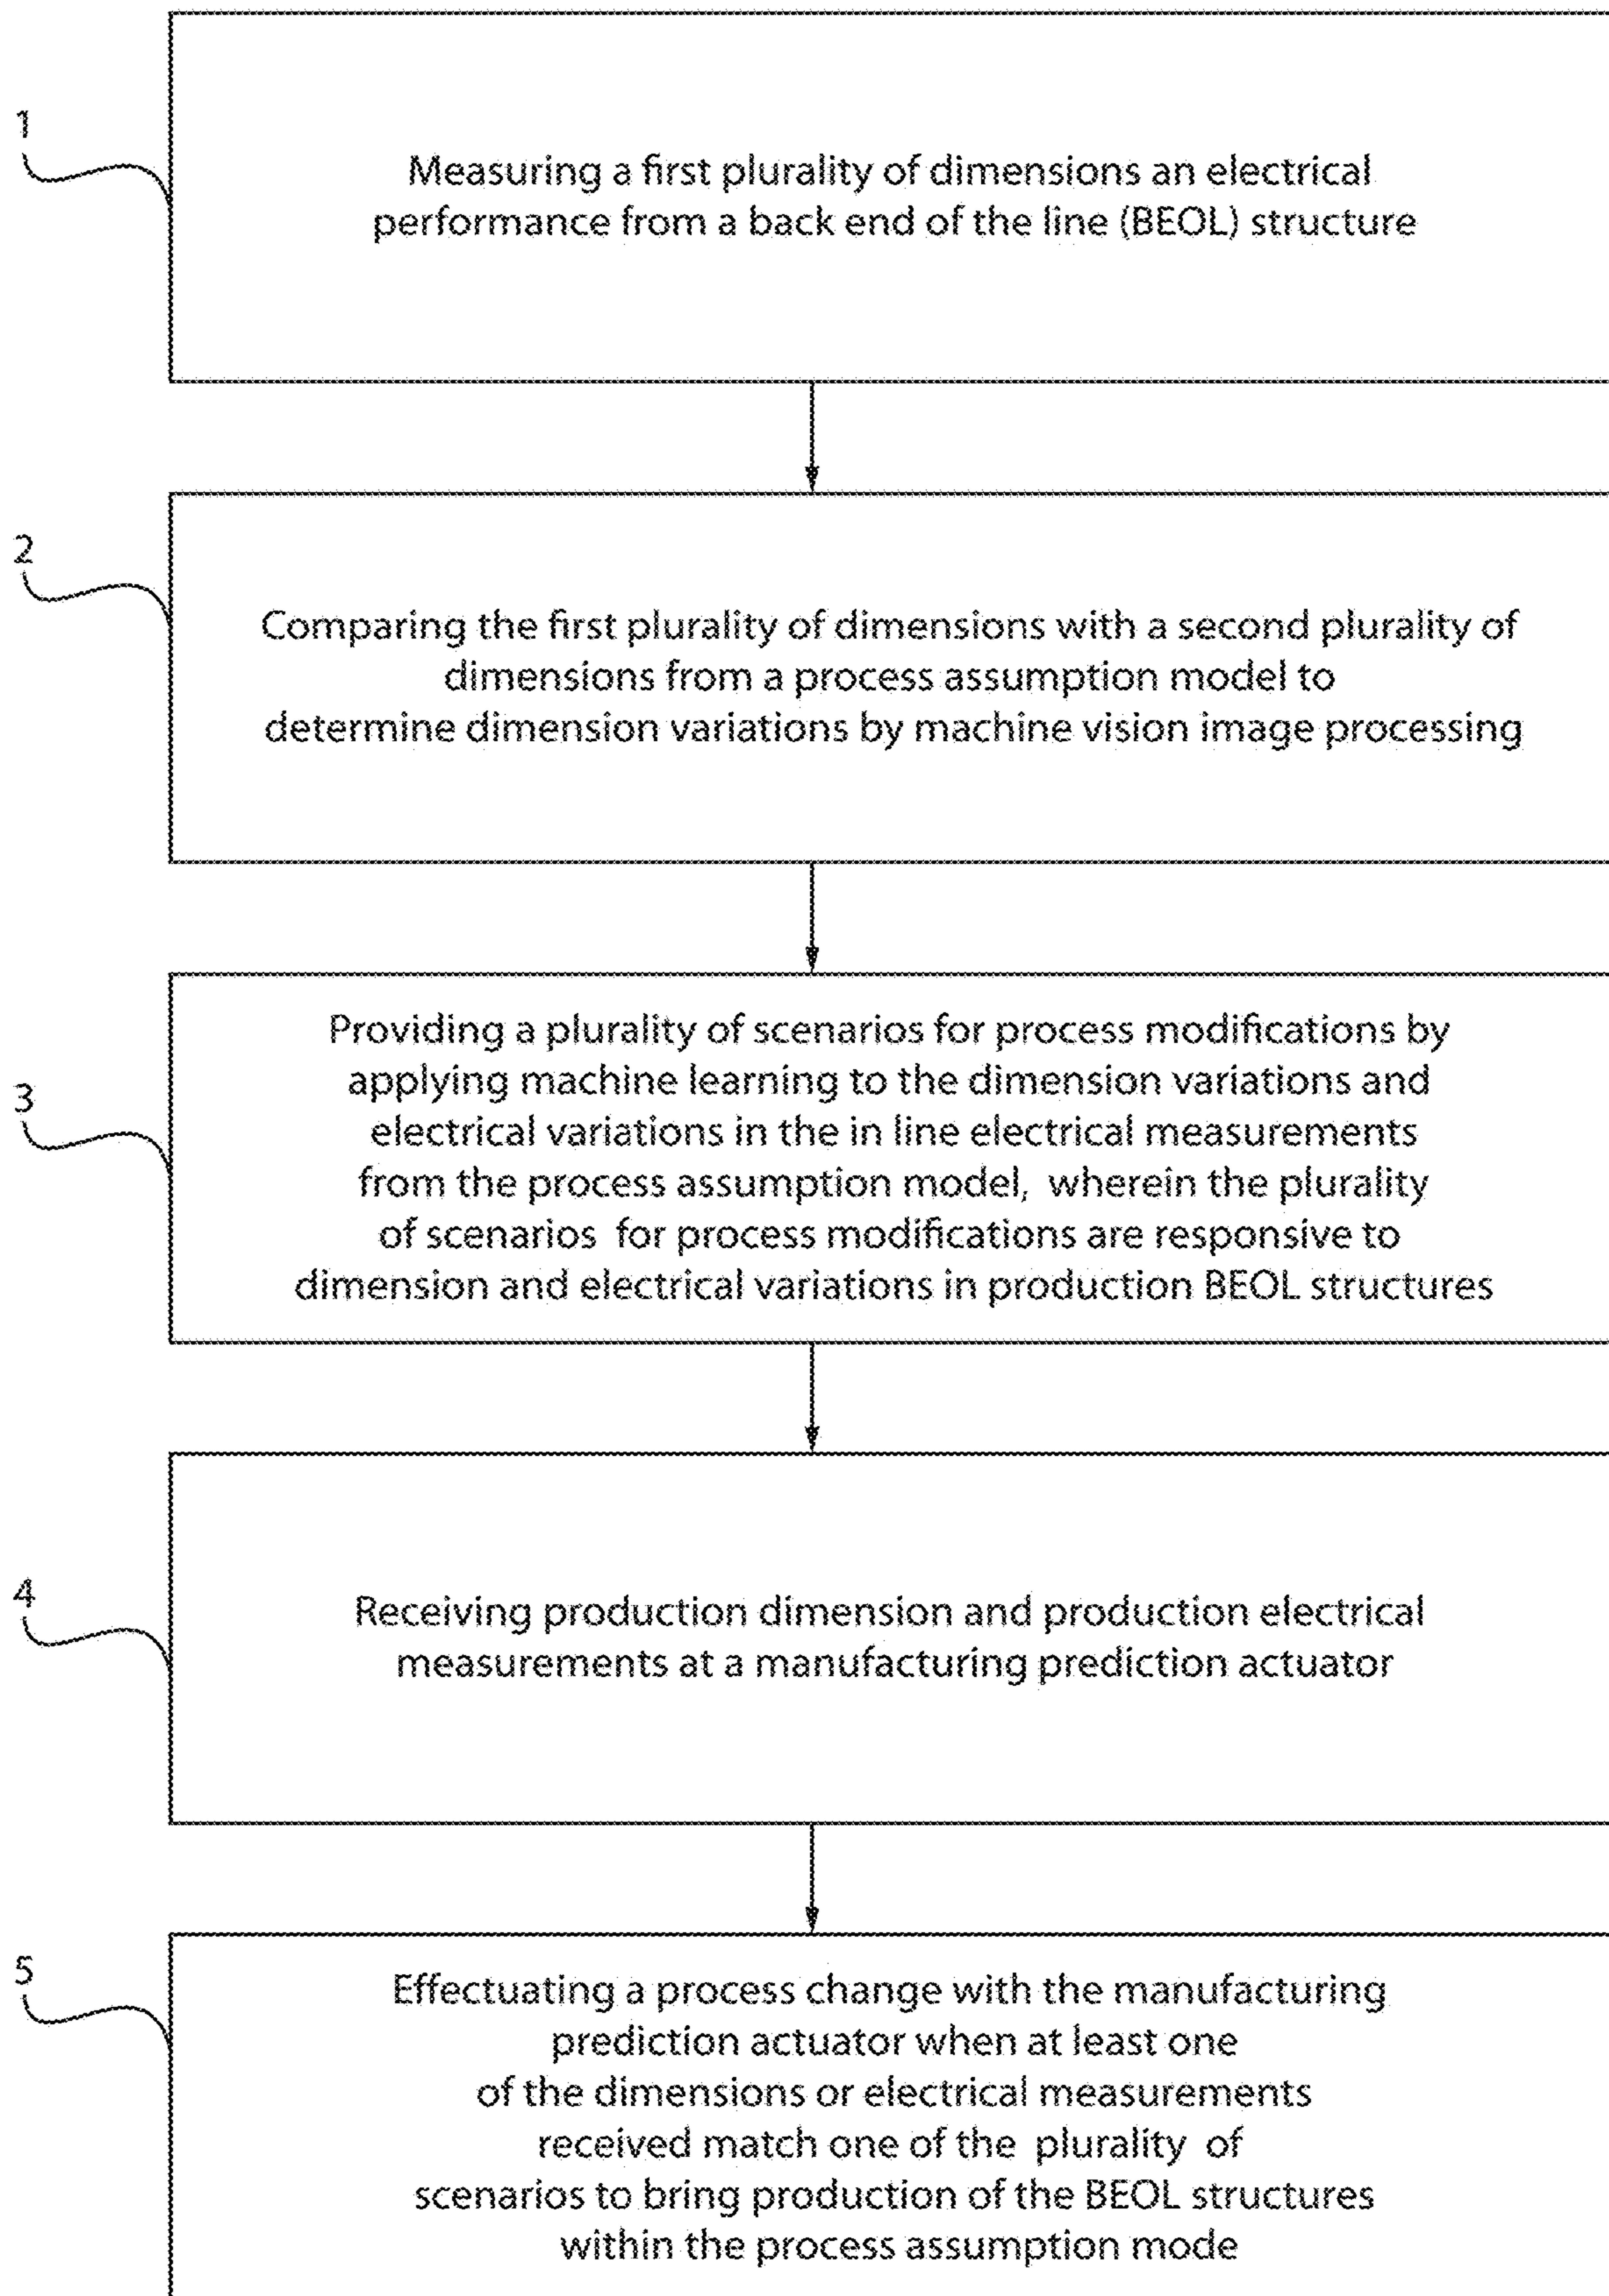 1
Measuring a first plurality of dimensions an electrical
performance from a back end of the line (BEOL) structure
2
Comparing the first plurality of dimensions with a second plurality of
dimensions from a process assumption model to
determine dimension variations by machine vision image processing
3
Providing a plurality of scenarios for process modifications by
applying machine learning to the dimension variations and
electrical variations in the in line electrical measurements
from the process assumption model, wherein the plurality
of scenarios for process modifications are responsive to
dimension and electrical variations in production BEOL structures
4
Receiving production dimension and production electrical
measurements at a manufacturing prediction actuator
5
Effectuating a process change with the manufacturing
prediction actuator when at least one
of the dimensions or electrical measurements
received match one of the plurality of
scenarios to bring production of the BEOL structures
within the process assumption mode